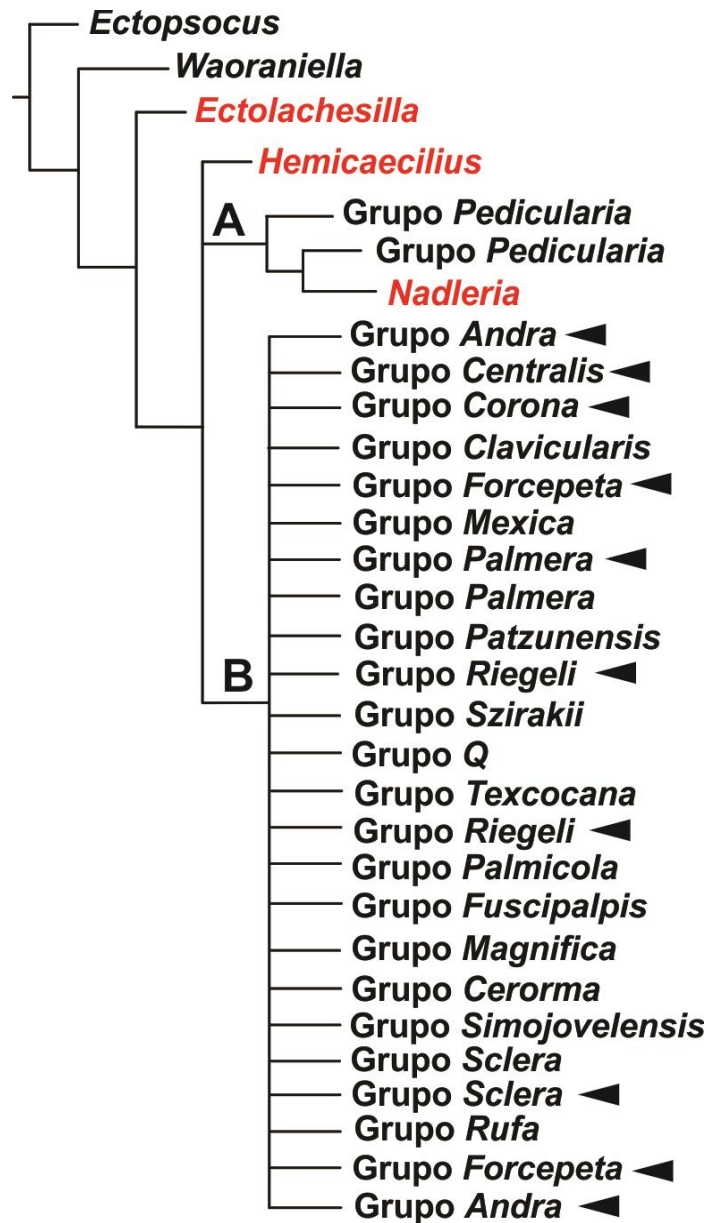 Ectopsocus
Waoraniella
Ectolachesilla
Hemicaecilius
A
Grupo Pedicularia
Grupo Pedicularia
Nadleria
Grupo Andra
Grupo Centralis
Grupo Corona
Grupo Clavicularis
Grupo Forcepeta
Grupo Mexica
Grupo Palmera
Grupo Palmera
Grupo Patzunensis
B
Grupo Riegeli
Grupo Szirakii
Grupo Q
Grupo Texcocana
Grupo Riegeli
Grupo Palmicola
Grupo Fuscipalpis
Grupo Magnifica
Grupo Cerorma
Grupo Simojovelensis
Grupo Sclera
Grupo Sclera
Grupo Rufa
Grupo Forcepeta
Grupo Andra